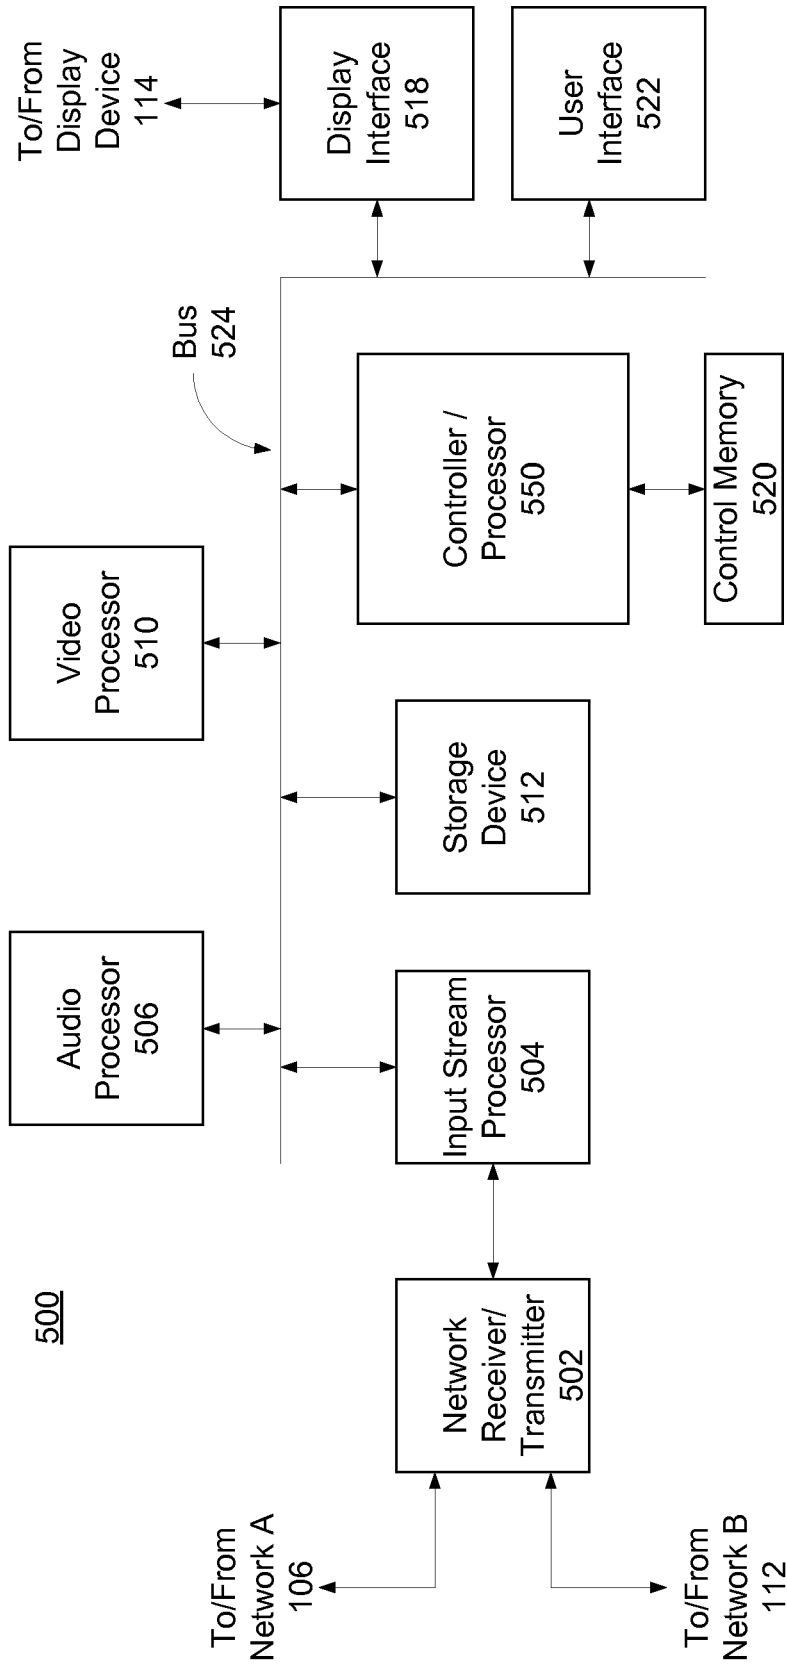 500
To/From
Network A
106
To/From
Network B
112
Network
Receiver/
Transmitter
502
Audio
Processor
506
Input Stream
Processor
504
Video
Processor
510
Storage
Device
512
Bus
524
Controller /
Processor
550
Control Memory
520
To/From
Display
Device
114
Display
Interface
518
User
Interface
522